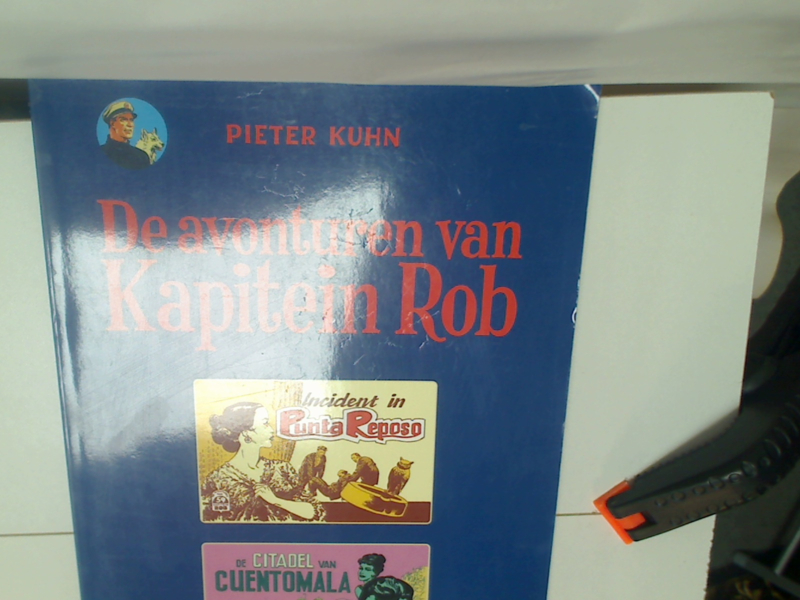 PIETER KUHN
De avonturen van
Kapitein Rob
Incident in
Punta Reposo
DE CITADEL VAN
CUENTOMALA